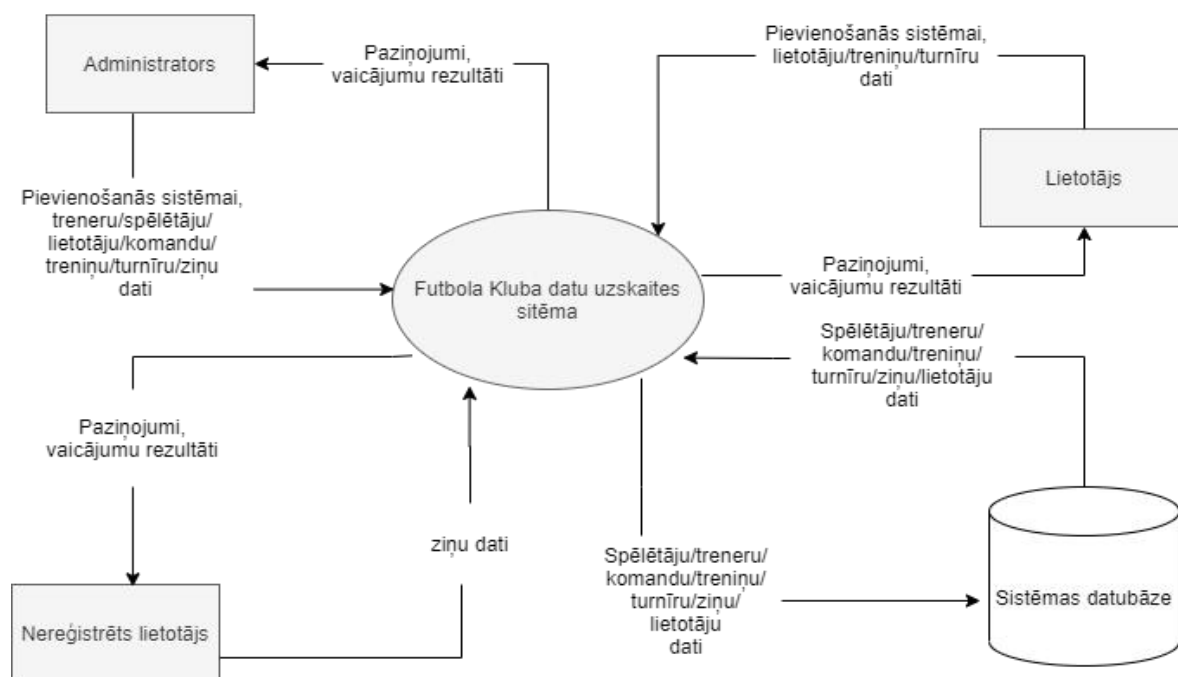 Administrators
Paziņojumi,
vaicājumu rezultāti
Pievienošanās sistēmai,
lietotāju/treniņu/turnīru
dati
Lietotājs
Pievienošanās sistēmai,
treneru/spēlētāju/
lietotāju/komandu/
treniņu/turnīru/ziņu
dati
Futbola Kluba datu uzskaites
sitēma
Paziņojumi,
vaicājumu rezultāti
Spēlētāju/treneru/
komandu/treniņu/
turnīru/ziņu/lietotāju
dati
Paziņojumi,
vaicājumu rezultāti
ziņu dati
Spēlētāju/treneru/
komandu/treniņu/
turnīru/ziņu/
lietotāju
dati
Sistēmas datubāze
Nereģistrēts lietotājs